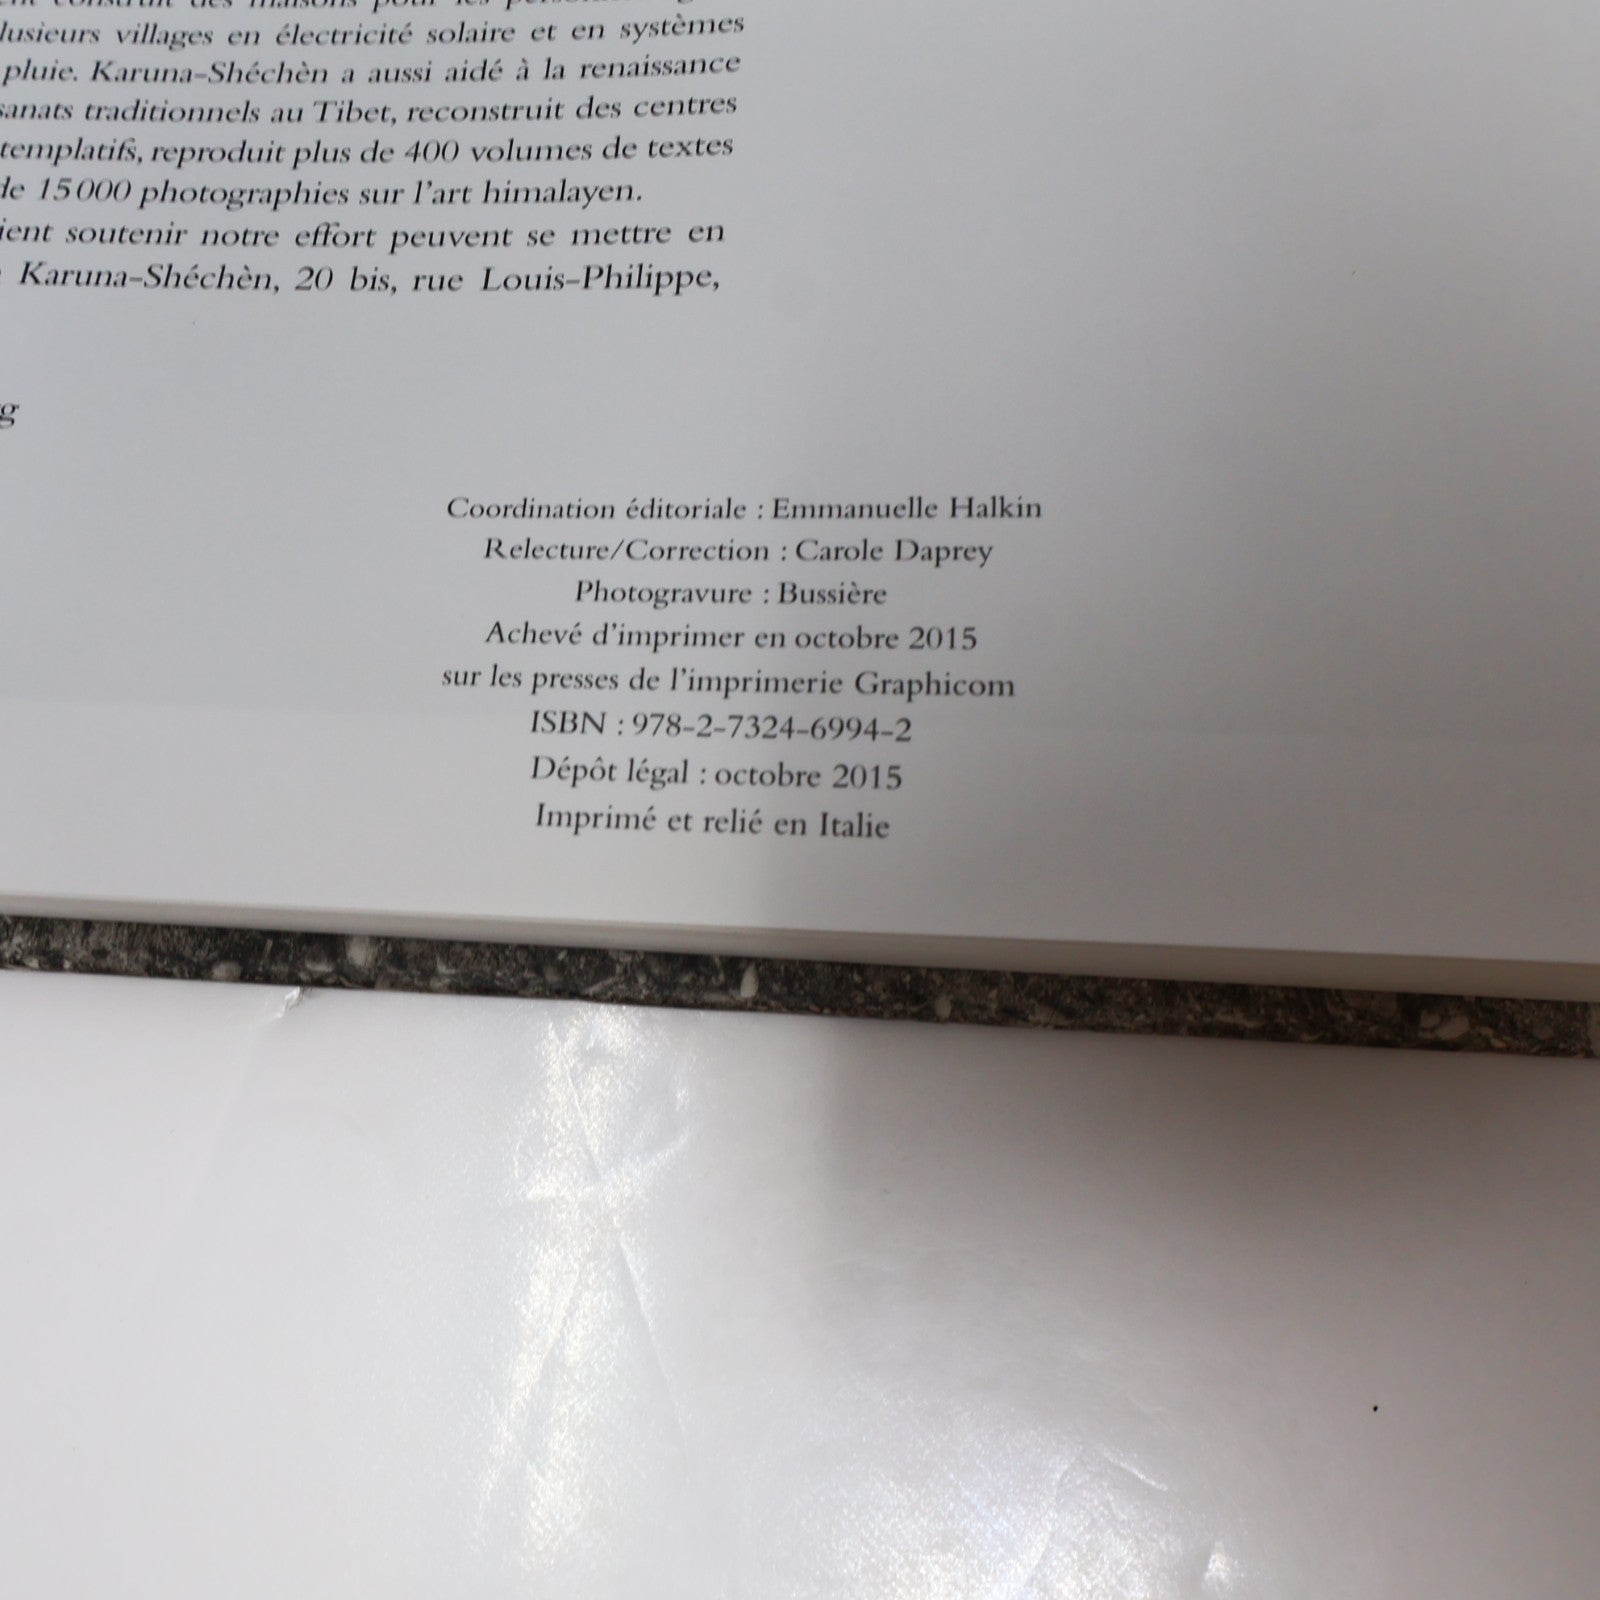 construit des maisons pour les
lusieurs villages en électricité solaire et en systèmes
pluie. Karuna-Shéchèn a aussi aidé à la renaissance
sanats traditionnels au Tibet, reconstruit des centres
templatifs, reproduit plus de 400 volumes de textes
de 15 000 photographies sur l'art himalayen.
ient soutenir notre effort peuvent se mettre en
Karuna-Shéchèn, 20 bis, rue Louis-Philippe,
g
Coordination éditoriale : Emmanuelle Halkin
Relecture/Correction : Carole Daprey
Photogravure : Bussière
Achevé d'imprimer en octobre 2015
sur les presses de l'imprimerie Graphicom
ISBN : 978-2-7324-6994-2
Dépôt légal : octobre 2015
Imprimé et relié en Italie